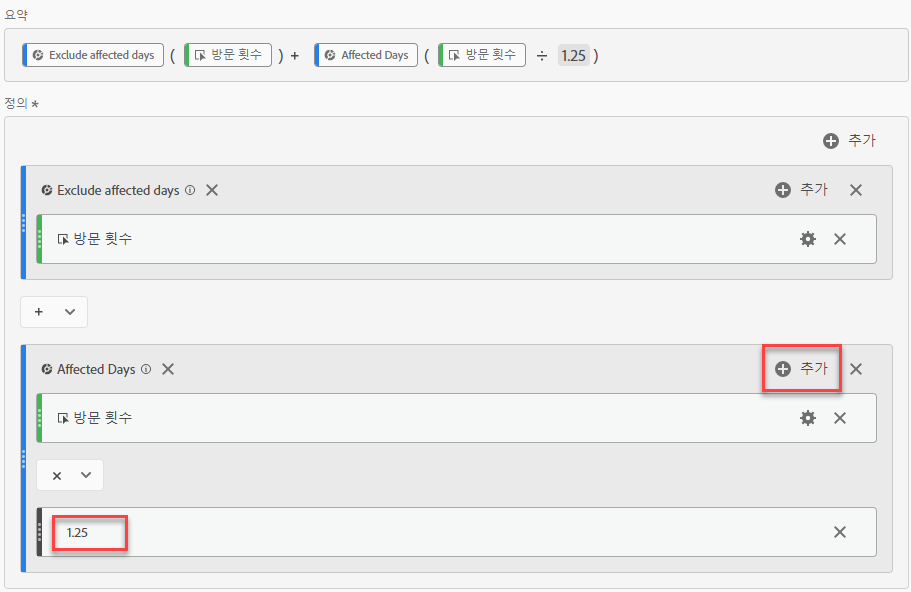 요약
Exclude affected days ( 방문 횟수 ) + Affected Days ( 방문 횟수 ÷ 1.25 )
정의 *
추가
Exclude affected days 추가
방문 횟수
+
Affected Days 추가
방문 횟수
×
1.25